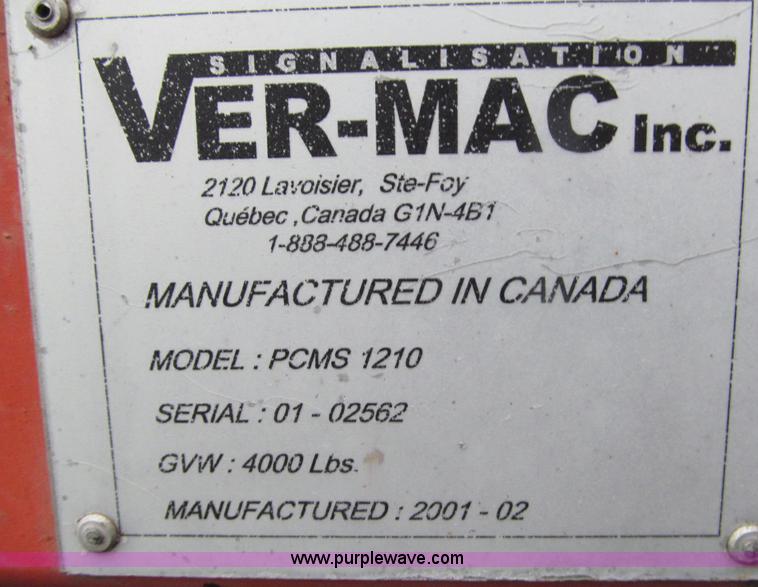 SIGNALISATION
VER-MAC Inc.
2120 Lavoisier, Ste-Foy
Québec ,Canada G1N-4B1
1-888-488-7446
MANUFACTURED IN CANADA
MODEL : PCMS 1210
SERIAL : 01 - 02562
GVW : 4000 Lbs.
MANUFACTURED : 2001 - 02
www.purplewave.com